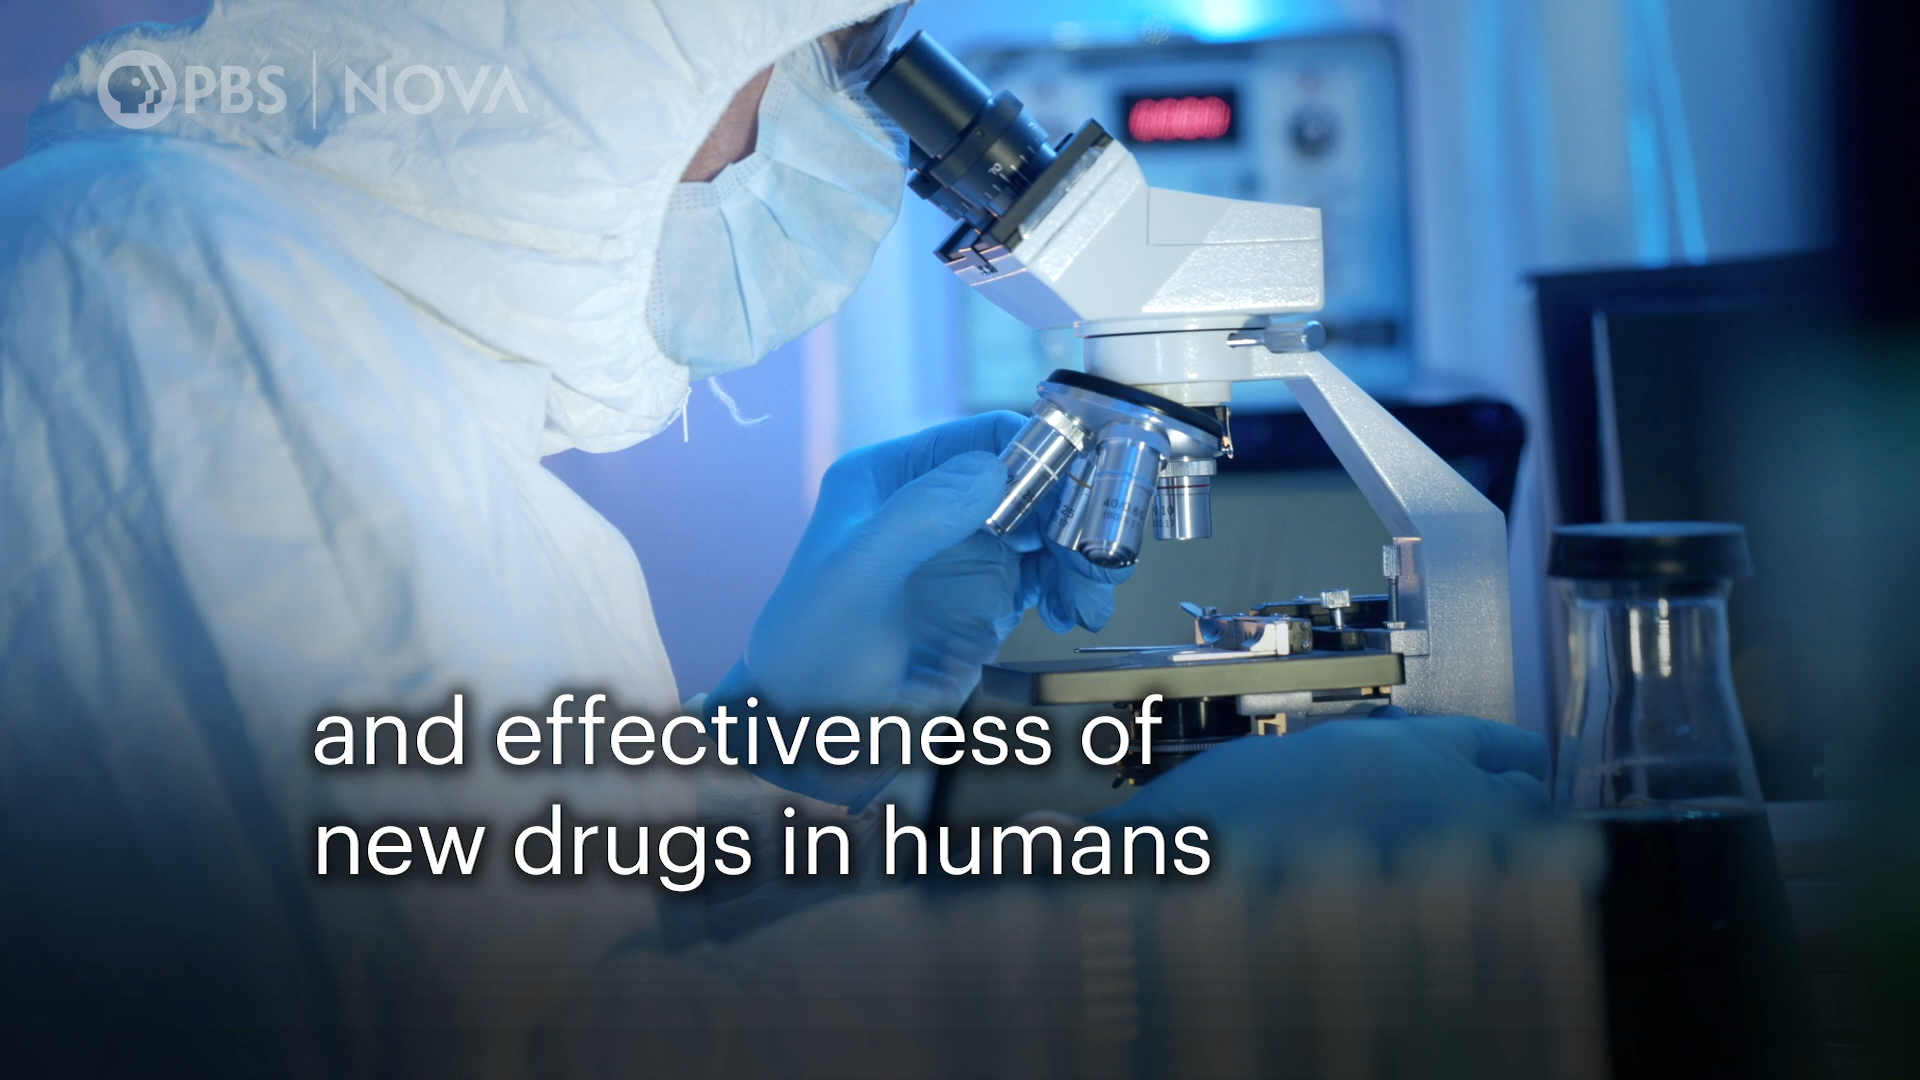 PBS | NOVA
and effectiveness of
new drugs in humans